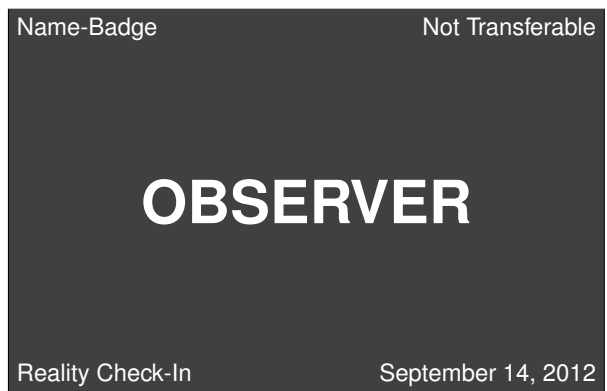 Name-Badge Not Transferable
OBSERVER
Reality Check-In September 14, 2012